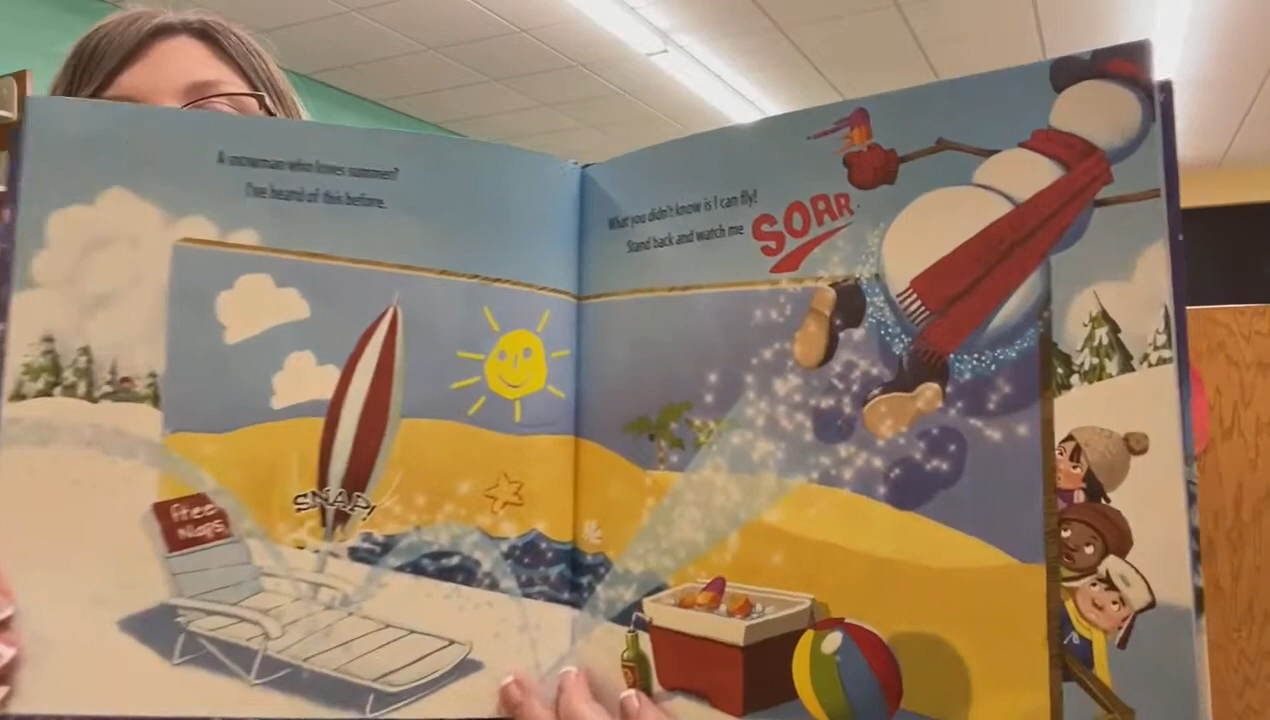 A snowman who loves summer?
I've heard of this before.
What you didn't know is I can fly!
Stand back and watch me SOAR.
SNAP!
Free
Naps